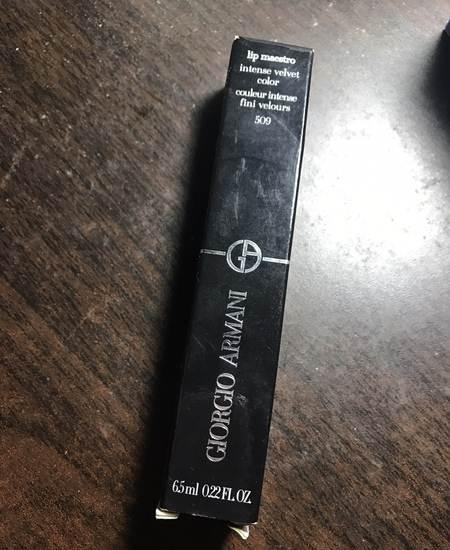 lip maestro
intense velvet
color
couleur intense
fini velours
509
GA
GIORGIO ARMANI
6.5 ml 0.22 FL. OZ.